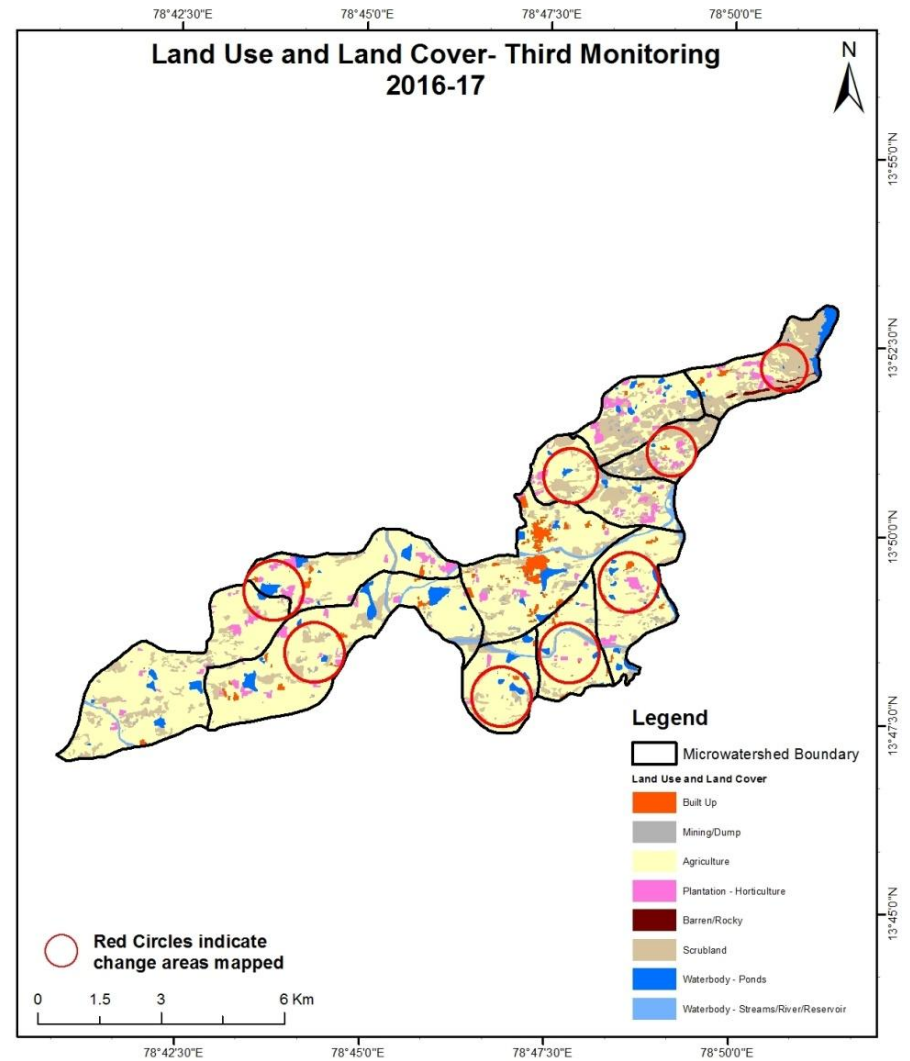 78°42'30"E 78°45'0"E 78°47'30"E 78°50'0"E
Land Use and Land Cover- Third Monitoring
2016-17
N
13°55'0"N
13°52'30"N
13°50'0"N
13°47'30"N
13°45'0"N
Legend
Microwatershed Boundary
Land Use and Land Cover
Built Up
Mining/Dump
Agriculture
Plantation - Horticulture
Barren/Rocky
Scrubland
Waterbody - Ponds
Waterbody - Streams/River/Reservoir
Red Circles indicate
change areas mapped
0 1.5 3 6 Km
78°42'30"E 78°45'0"E 78°47'30"E 78°50'0"E